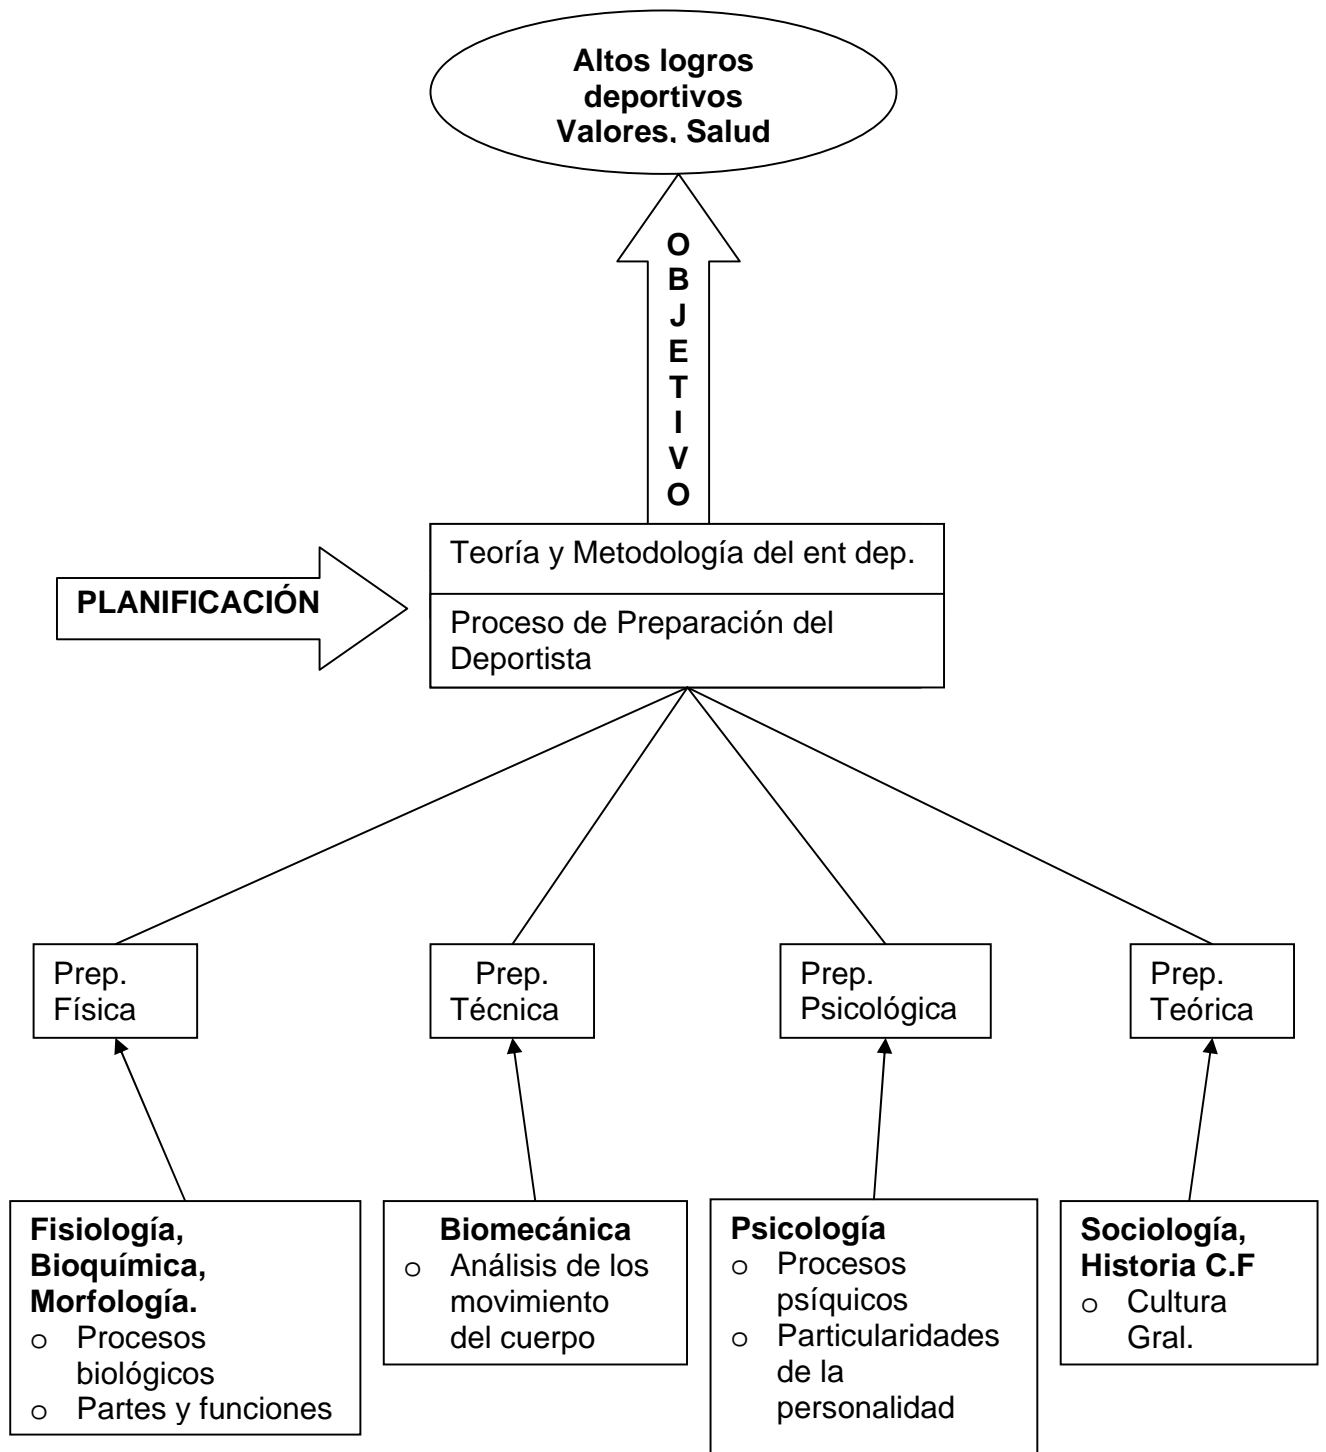 Altos logros
deportivos
Valores, Salud
O
B
J
E
T
I
V
O
PLANIFICACIÓN
Teoría y Metodología del ent dep.
Proceso de Preparación del
Deportista
Prep.
Física
Prep.
Técnica
Prep.
Psicológica
Prep.
Teórica
Fisiología,
Bioquímica,
Morfología.
o Procesos
biológicos
o Partes y funciones
Biomecánica
o Análisis de los
movimiento
del cuerpo
Psicología
o Procesos
psíquicos
o Particularidades
de la
personalidad
Sociología,
Historia C.F
o Cultura
Gral.